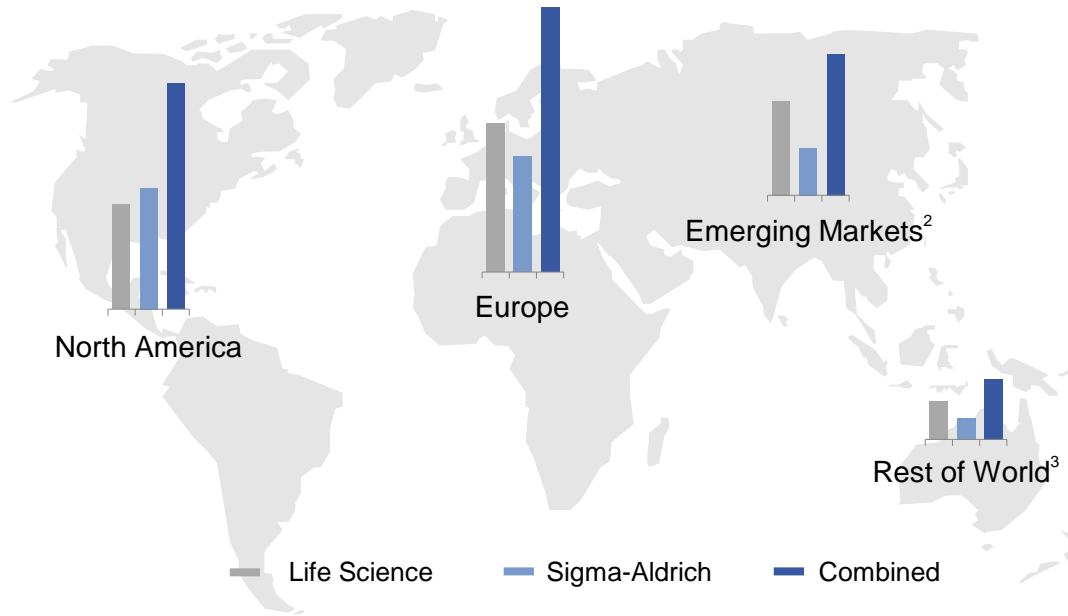 Emerging Markets²
Europe
North America
Rest of World³
Life Science
Sigma-Aldrich
Combined